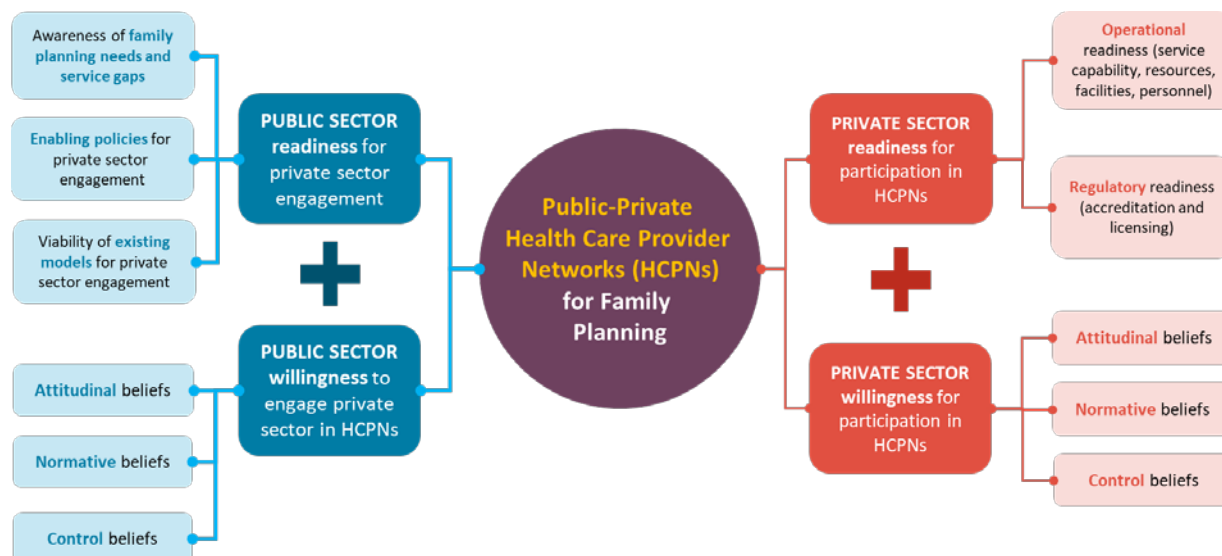 Awareness of family
planning needs and
service gaps
Enabling policies for
private sector
engagement
Viability of existing
models for private
sector engagement
PUBLIC SECTOR
readiness for
private sector
engagement
Attitudinal beliefs
Normative beliefs
Control beliefs
PUBLIC SECTOR
willingness to
engage private
sector in HCPNs
Public-Private
Health Care Provider
Networks (HCPNs)
for Family
Planning
PRIVATE SECTOR
readiness for
participation in
HCPNs
Operational
readiness (service
capability, resources,
facilities, personnel)
Regulatory readiness
(accreditation and
licensing)
PRIVATE SECTOR
willingness for
participation in
HCPNs
Attitudinal
beliefs
Normative
beliefs
Control beliefs